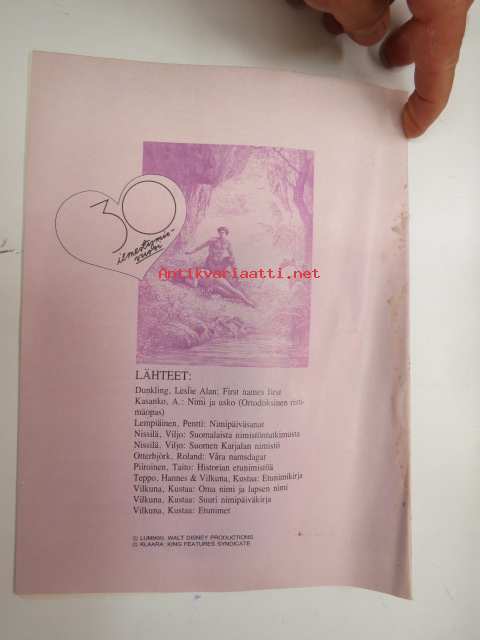 30
ilmestymis-
vuosi
Antikvariaatti.net
LÄHTEET:
Dunkling, Leslie Alan: First names first
Kasanko, A.: Nimi ja usko (Ortodoksinen risti-
mäopas)
Lempiäinen, Pentti: Nimipäiväsanat
Nissilä, Viljo: Suomalaista nimistöntutkimusta
Nissilä, Viljo: Suomen Karjalan nimistö
Otterbjörk, Roland: Våra namsdagar
Piiroinen, Taito: Historian etunimistöä
Teppo, Hannes & Vilkuna, Kustaa: Etunimikirja
Vilkuna, Kustaa: Oma nimi ja lapsen nimi
Vilkuna, Kustaa: Suuri nimipäiväkirja
Vilkuna, Kustaa: Etunimet
© LUMIKKI: WALT DISNEY PRODUCTIONS
© KLAARA: KING FEATURES SYNDICATE